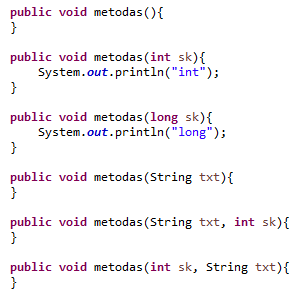 public void metodas(){
}
public void metodas(int sk){
    System.out.println("int");
}
public void metodas(long sk){
    System.out.println("long");
}
public void metodas(String txt){
}
public void metodas(String txt, int sk){
}
public void metodas(int sk, String txt){
}